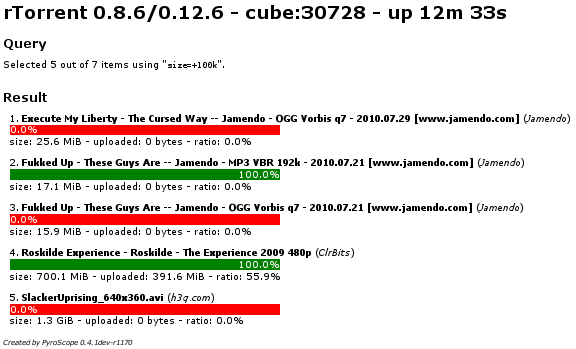 rTorrent 0.8.6/0.12.6 - cube:30728 - up 12m 33s
Query
Selected 5 out of 7 items using "size=+100k".
Result
1. Execute My Liberty - The Cursed Way -- Jamendo - OGG Vorbis q7 - 2010.07.29 [www.jamendo.com] (Jamendo)
0.0%
size: 25.6 MiB - uploaded: 0 bytes - ratio: 0.0%
2. Fukked Up - These Guys Are -- Jamendo - MP3 VBR 192k - 2010.07.21 [www.jamendo.com] (Jamendo)
100.0%
size: 17.1 MiB - uploaded: 0 bytes - ratio: 0.0%
3. Fukked Up - These Guys Are -- Jamendo - OGG Vorbis q7 - 2010.07.21 [www.jamendo.com] (Jamendo)
0.0%
size: 15.9 MiB - uploaded: 0 bytes - ratio: 0.0%
4. Roskilde Experience - Roskilde - The Experience 2009 480p (ClrBits)
100.0%
size: 700.1 MiB - uploaded: 391.6 MiB - ratio: 55.9%
5. SlackerUprising_640x360.avi (h3q.com)
0.0%
size: 1.3 GiB - uploaded: 0 bytes - ratio: 0.0%
Created by PyroScope 0.4.1dev-r1170